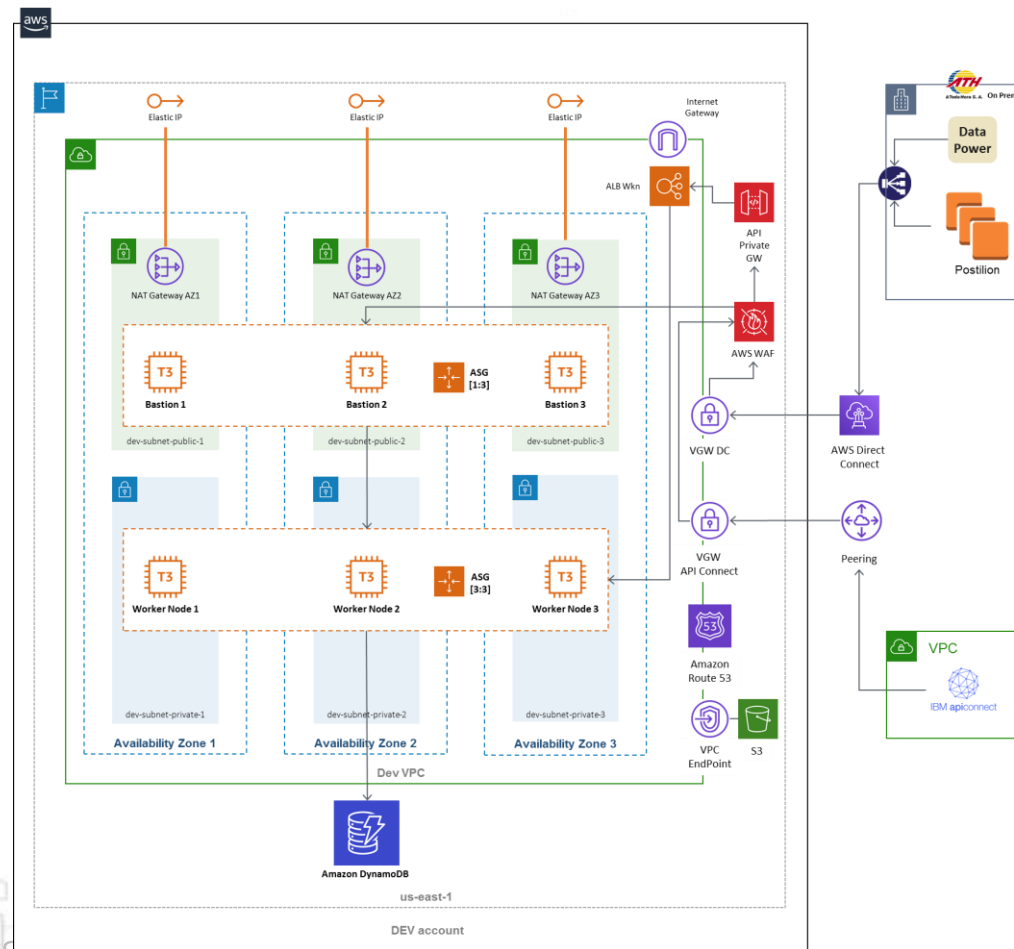 aws
Elastic IP
Elastic IP
Elastic IP
Internet
Gateway
ATH
On Prem
Data
Power
ALB Wkn
API
Private
GW
Postilion
NAT Gateway AZ1
NAT Gateway AZ2
NAT Gateway AZ3
AWS WAF
T3
T3
T3
ASG
[1:3]
Bastion 1
Bastion 2
Bastion 3
dev-subnet-public-1
dev-subnet-public-2
dev-subnet-public-3
VGW DC
AWS Direct
Connect
VGW
API Connect
Peering
T3
T3
T3
ASG
[3:3]
Worker Node 1
Worker Node 2
Worker Node 3
53
Amazon
Route 53
VPC
IBM apiconnect
dev-subnet-private-1
dev-subnet-private-2
dev-subnet-private-3
Availability Zone 1
Availability Zone 2
Availability Zone 3
VPC
EndPoint
S3
Dev VPC
Amazon DynamoDB
us-east-1
DEV account